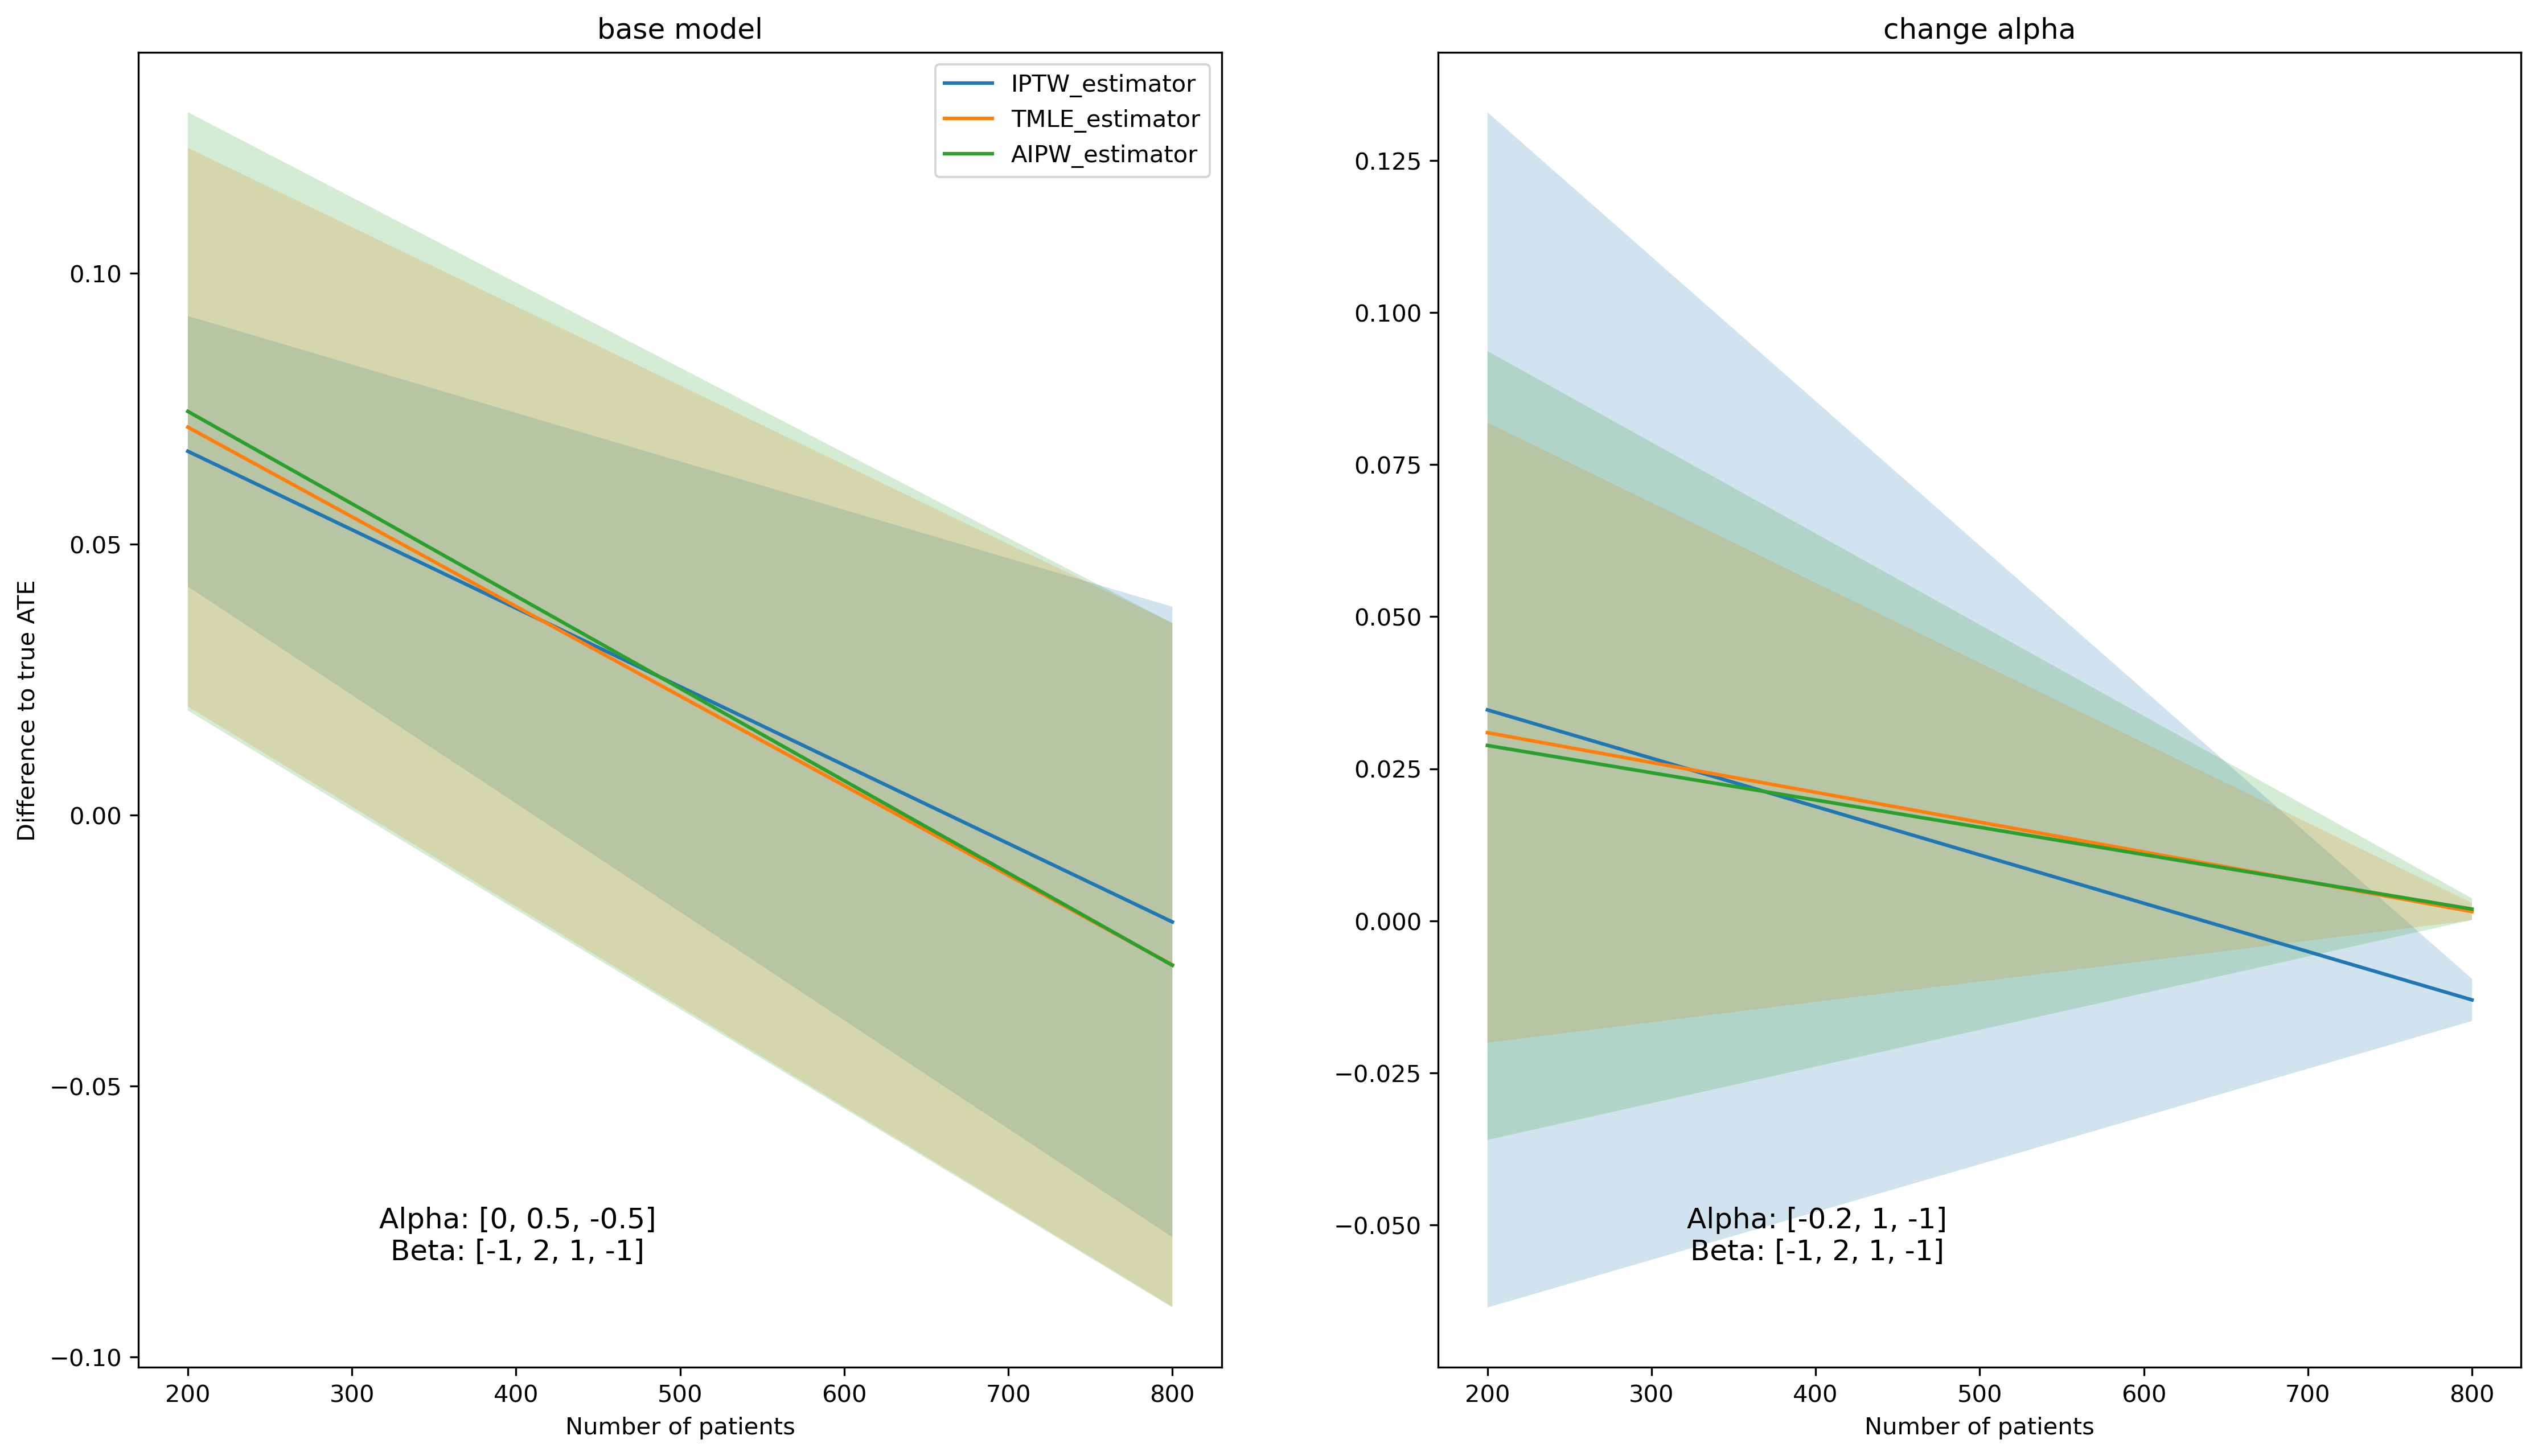 base model
IPTW_estimator
TMLE_estimator
AIPW_estimator
0.10
0.05
0.00
−0.05
−0.10
Difference to true ATE
Alpha: [0, 0.5, -0.5]
Beta: [-1, 2, 1, -1]
200 300 400 500 600 700 800
Number of patients
change alpha
0.125
0.100
0.075
0.050
0.025
0.000
−0.025
−0.050
Alpha: [-0.2, 1, -1]
Beta: [-1, 2, 1, -1]
200 300 400 500 600 700 800
Number of patients